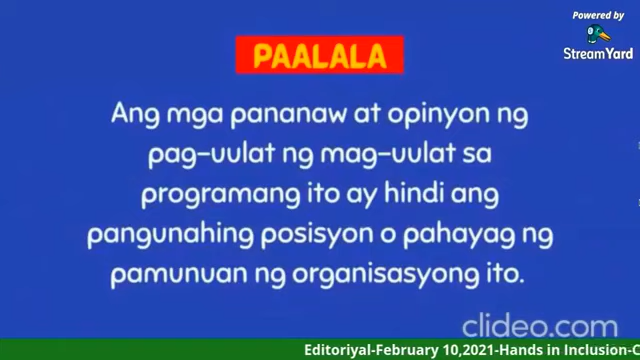 Powered by
StreamYard
PAALALA
Ang mga pananaw at opinyon ng
pag-uulat ng mag-uulat sa
programang ito ay hindi ang
pangunahing posisyon o pahayag ng
pamunuan ng organisasyong ito.
clideo.com
Editoriyal-February 10,2021-Hands in Inclusion-C